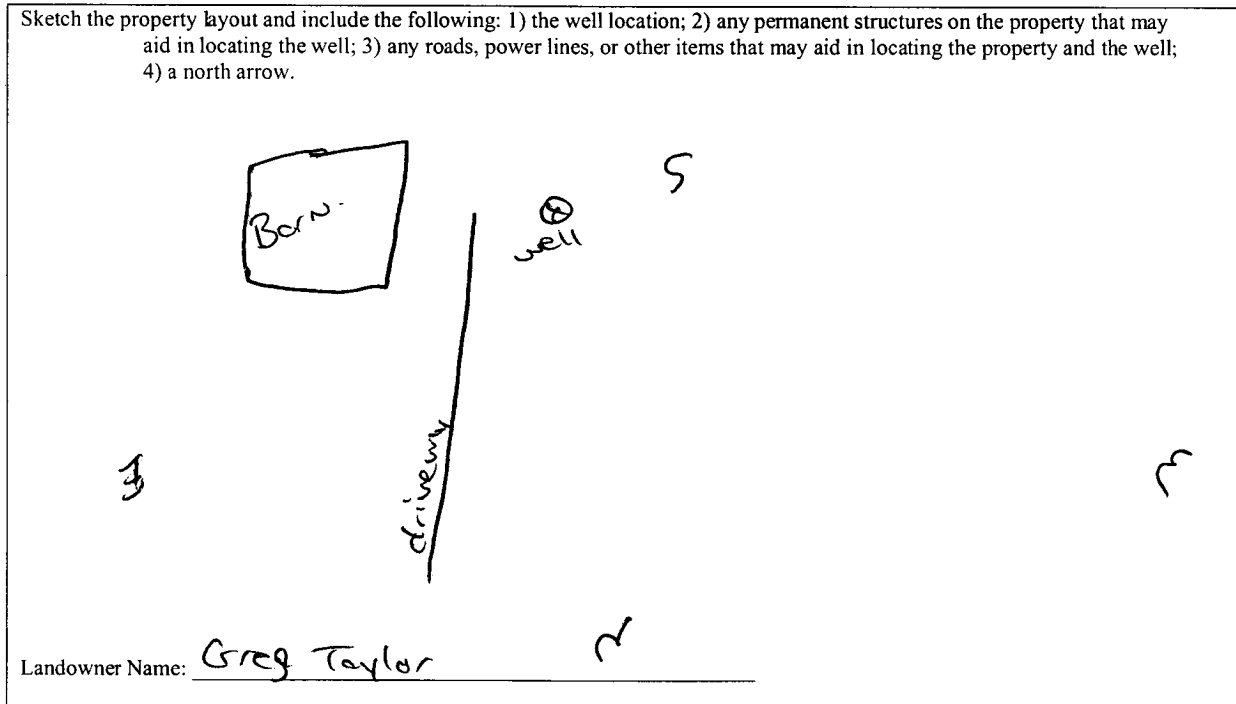 Sketch the property layout and include the following: 1) the well location; 2) any permanent structures on the property that may
aid in locating the well; 3) any roads, power lines, or other items that may aid in locating the property and the well;
4) a north arrow.
S
Barn.
well
driveway
N
Landowner Name: Greg Taylor